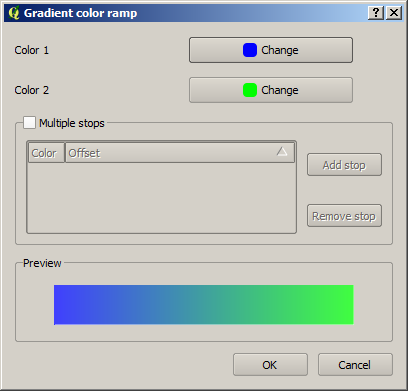 Gradient color ramp
Color 1 Change
Color 2 Change
Multiple stops
Color Offset
Add stop
Remove stop
Preview
OK Cancel